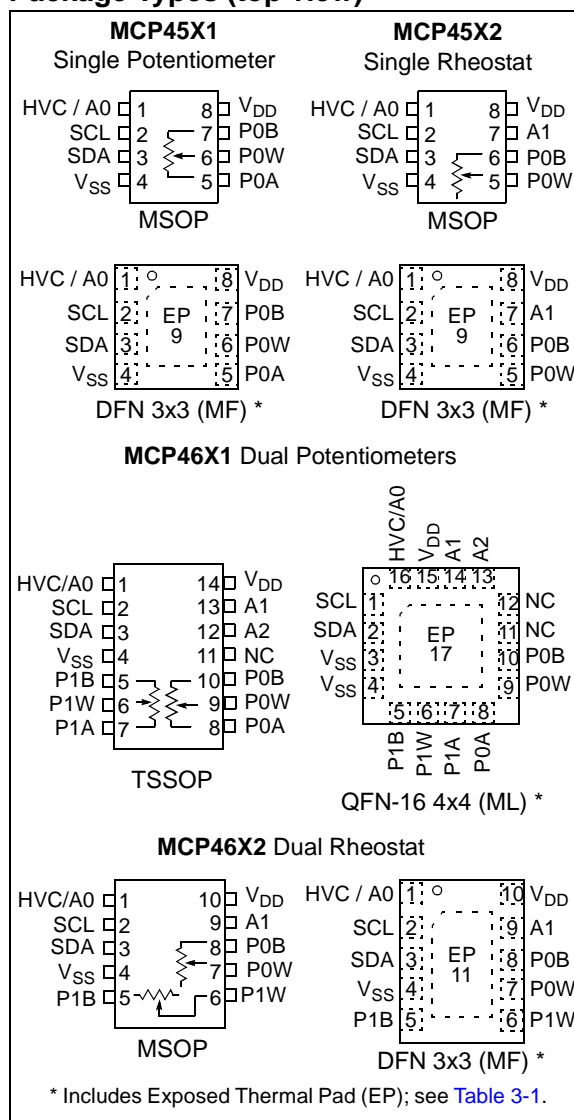 MCP45X1
Single Potentiometer
HVC / A0 1 8 VDD
SCL 2 7 P0B
SDA 3 6 P0W
VSS 4 5 P0A
MSOP
MCP45X2
Single Rheostat
HVC / A0 1 8 VDD
SCL 2 7 A1
SDA 3 6 P0B
VSS 4 5 P0W
MSOP
HVC / A0 1 8 VDD
SCL 2 EP 7 P0B
SDA 3 9 6 P0W
VSS 4 5 P0A
DFN 3x3 (MF) *
HVC / A0 1 8 VDD
SCL 2 EP 7 A1
SDA 3 9 6 P0B
VSS 4 5 P0W
DFN 3x3 (MF) *
MCP46X1 Dual Potentiometers
HVC/A0 1 14 VDD
SCL 2 13 A1
SDA 3 12 A2
VSS 4 11 NC
P1B 5 10 P0B
P1W 6 9 P0W
P1A 7 8 P0A
TSSOP
HVC/A0 VDD A1 A2
16 15 14 13
SCL 1 12 NC
SDA 2 EP 11 NC
VSS 3 17 10 P0B
VSS 4 9 P0W
5 6 7 8
P1B P1W P1A P0A
QFN-16 4x4 (ML) *
MCP46X2 Dual Rheostat
HVC/A0 1 10 VDD
SCL 2 9 A1
SDA 3 8 P0B
VSS 4 7 P0W
P1B 5 6 P1W
MSOP
HVC / A0 1 10 VDD
SCL 2 9 A1
SDA 3 EP 8 P0B
VSS 4 11 7 P0W
P1B 5 6 P1W
DFN 3x3 (MF) *
* Includes Exposed Thermal Pad (EP); see Table 3-1.